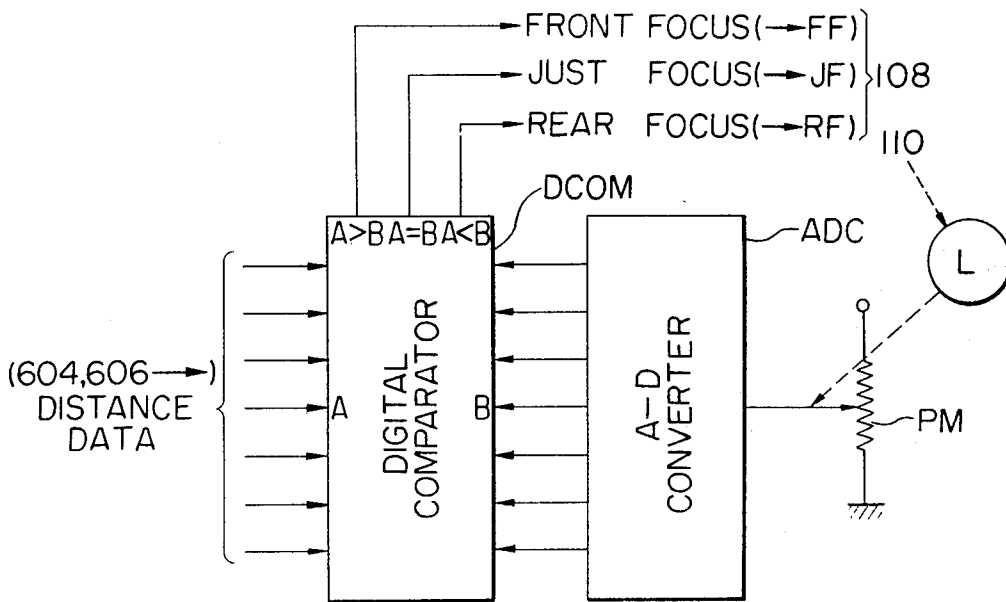 FRONT FOCUS(→FF)
JUST FOCUS(→JF)
REAR FOCUS(→RF)
108
110
DCOM
ADC
A>B A=B A<B
L
(604,606→)
DISTANCE
DATA
A
DIGITAL
COMPARATOR
B
A-D
CONVERTER
PM